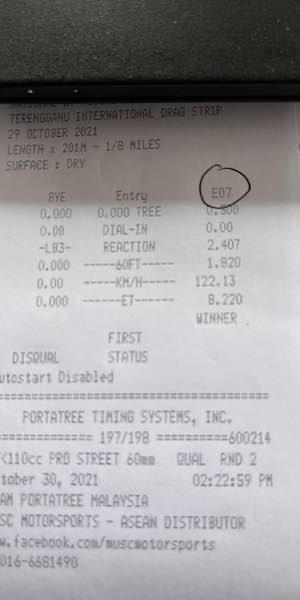 TERENGGANU INTERNATIONAL DRAG STRIP
29 OCTOBER 2021
LENGTH : 201M - 1/8 MILES
SURFACE : DRY
BYE Entry E07
0.000 0.000 TREE 0.500
0.00 DIAL-IN 0.00
-L83- REACTION 2.407
0.000 -----60FT----- 1.820
0.00 -----KM/H----- 122.13
0.000 ------ET------ 8.220
WINNER
FIRST
DISQUAL STATUS
utostart Disabled
PORTATREE TIMING SYSTEMS, INC.
============= 197/198 ==========600214
<110cc PRO STREET 60mm QUAL RND 2
tober 30, 2021 02:22:59 PM
AM PORTATREE MALAYSIA
SC MOTORSPORTS - ASEAN DISTRIBUTOR
w.facebook.com/muscmotorsports
016-6681490